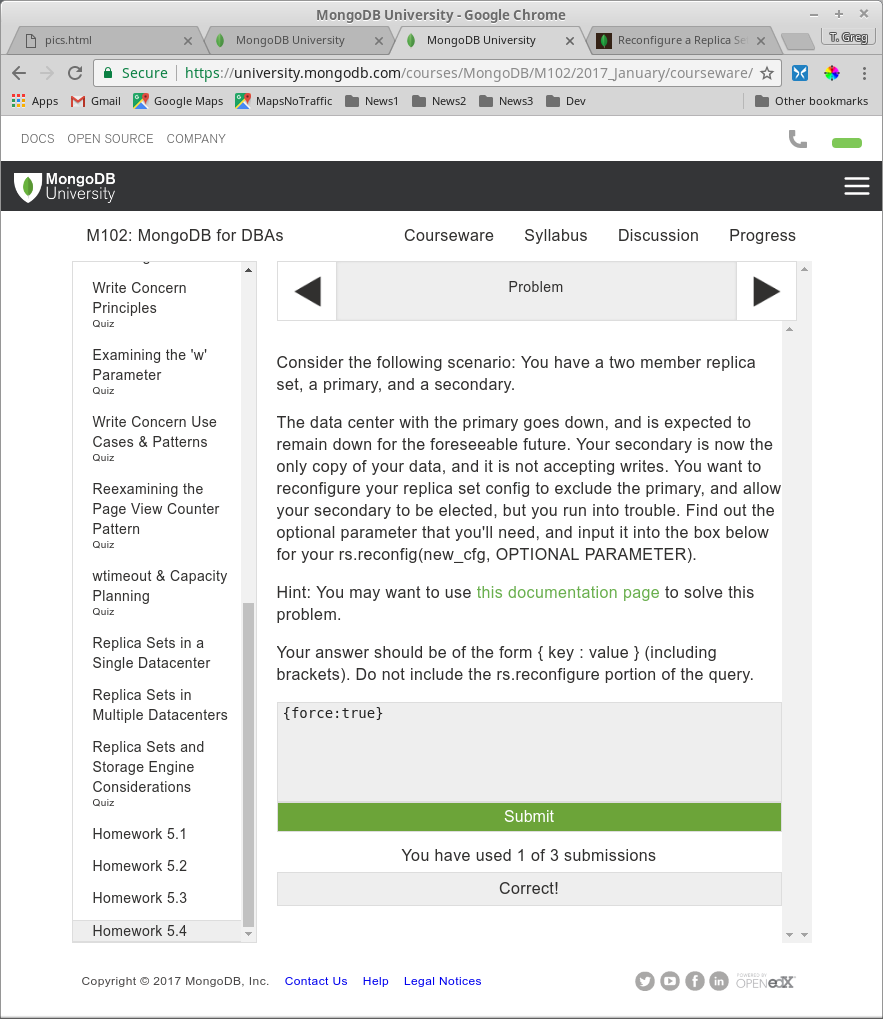 MongoDB University - Google Chrome
pics.html
MongoDB University
MongoDB University
Reconfigure a Replica Se
T. Greg
Secure
https://university.mongodb.com/courses/MongoDB/M102/2017_January/courseware/
Apps
Gmail
Google Maps
MapsNoTraffic
News1
News2
News3
Dev
Other bookmarks
DOCS
OPEN SOURCE
COMPANY
MongoDB
University
M102: MongoDB for DBAs
Courseware
Syllabus
Discussion
Progress
Write Concern
Principles
Quiz
Examining the 'w'
Parameter
Quiz
Write Concern Use
Cases & Patterns
Quiz
Reexamining the
Page View Counter
Pattern
Quiz
wtimeout & Capacity
Planning
Quiz
Replica Sets in a
Single Datacenter
Replica Sets in
Multiple Datacenters
Replica Sets and
Storage Engine
Considerations
Quiz
Homework 5.1
Homework 5.2
Homework 5.3
Homework 5.4
Problem
Consider the following scenario: You have a two member replica
set, a primary, and a secondary.
The data center with the primary goes down, and is expected to
remain down for the foreseeable future. Your secondary is now the
only copy of your data, and it is not accepting writes. You want to
reconfigure your replica set config to exclude the primary, and allow
your secondary to be elected, but you run into trouble. Find out the
optional parameter that you'll need, and input it into the box below
for your rs.reconfig(new_cfg, OPTIONAL PARAMETER).
Hint: You may want to use this documentation page to solve this
problem.
Your answer should be of the form { key : value } (including
brackets). Do not include the rs.reconfigure portion of the query.
{force:true}
Submit
You have used 1 of 3 submissions
Correct!
Copyright © 2017 MongoDB, Inc.
Contact Us
Help
Legal Notices
POWERED BY
OPEN edX